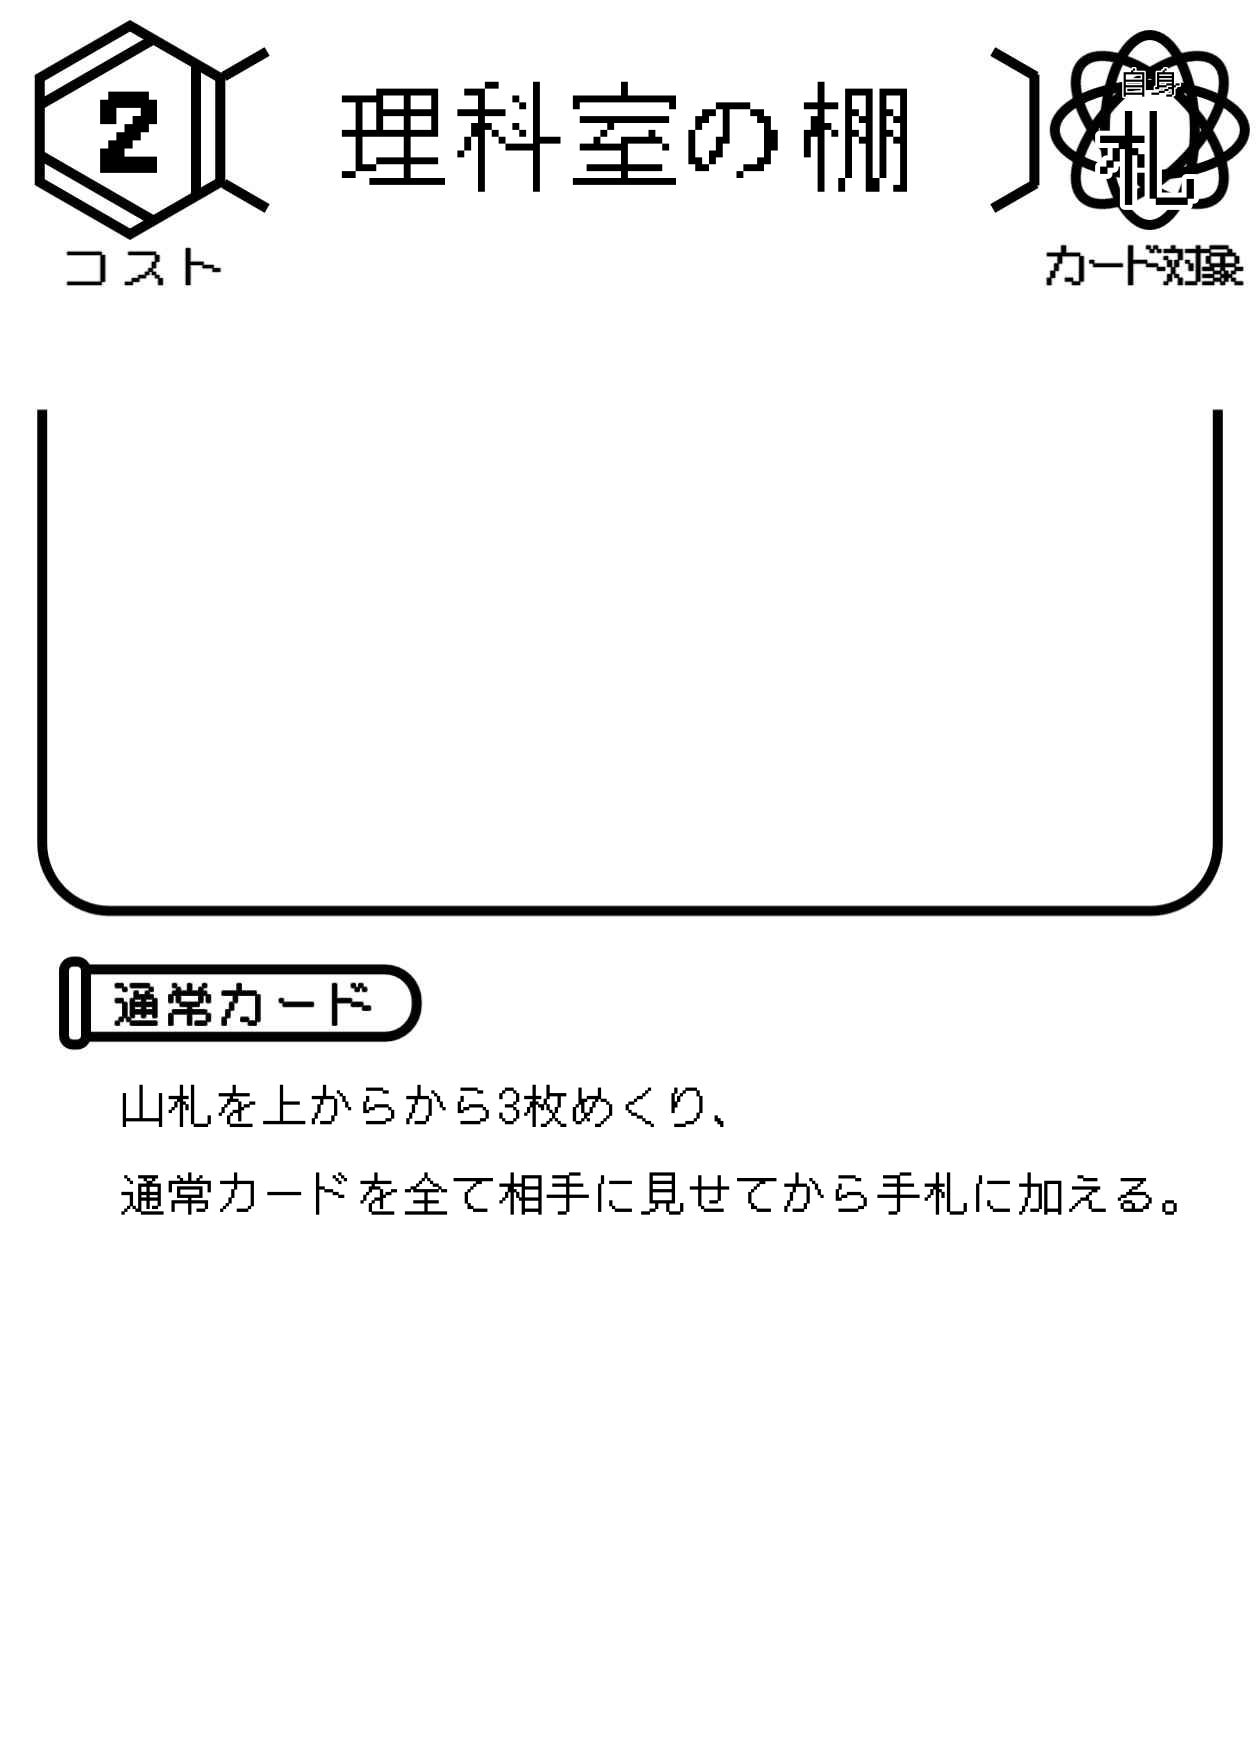 2
理科室の棚
自身
札
コスト
カード対象
通常カード
山札を上からから3枚めくり、
通常カードを全て相手に見せてから手札に加える。